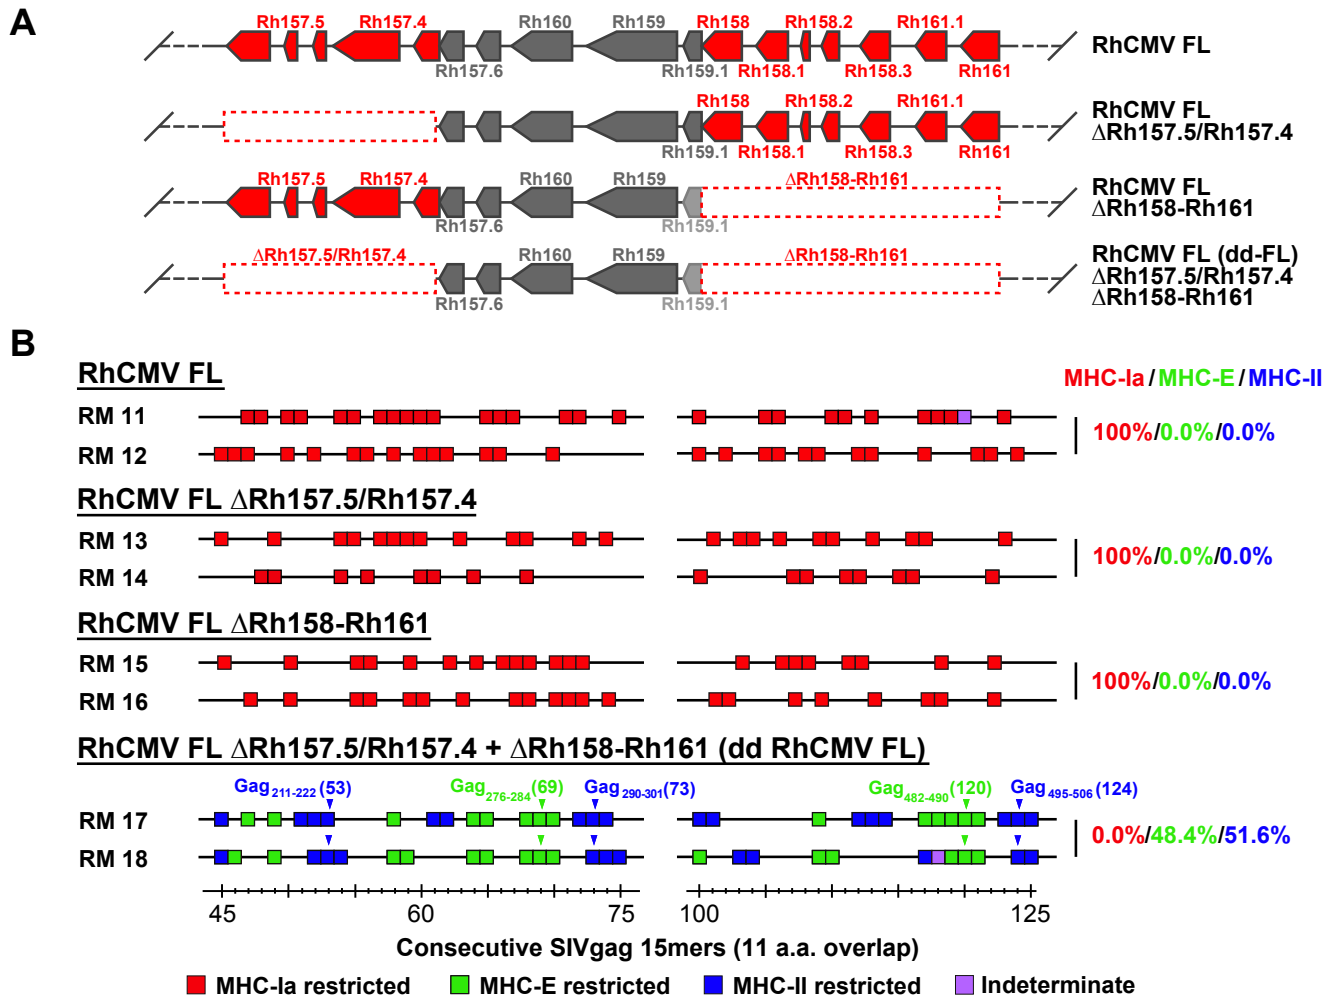 A
Rh157.5 Rh157.4 Rh160 Rh159 Rh158 Rh158.2 Rh161.1
RhCMV FL
Rh157.6 Rh159.1 Rh158.1 Rh158.3 Rh161
Rh158 Rh158.2 Rh161.1
RhCMV FL
ΔRh157.5/Rh157.4
Rh159.1 Rh158.1 Rh158.3 Rh161
Rh157.5 Rh157.4 Rh160 Rh159 ΔRh158-Rh161
RhCMV FL
ΔRh158-Rh161
Rh157.6 Rh159.1
ΔRh157.5/Rh157.4 Rh160 Rh159 ΔRh158-Rh161
RhCMV FL (dd-FL)
ΔRh157.5/Rh157.4
ΔRh158-Rh161
Rh157.6 Rh159.1
B
RhCMV FL
MHC-Ia/MHC-E/MHC-II
RM 11
RM 12
100%/0.0%/0.0%
RhCMV FL ΔRh157.5/Rh157.4
RM 13
RM 14
100%/0.0%/0.0%
RhCMV FL ΔRh158-Rh161
RM 15
RM 16
100%/0.0%/0.0%
RhCMV FL ΔRh157.5/Rh157.4 + ΔRh158-Rh161 (dd RhCMV FL)
Gag211-222 (53) Gag276-284 (69) Gag290-301 (73) Gag482-490 (120) Gag495-506 (124)
RM 17
RM 18
0.0%/48.4%/51.6%
45 60 75 100 125
Consecutive SIVgag 15mers (11 a.a. overlap)
MHC-Ia restricted MHC-E restricted MHC-II restricted Indeterminate